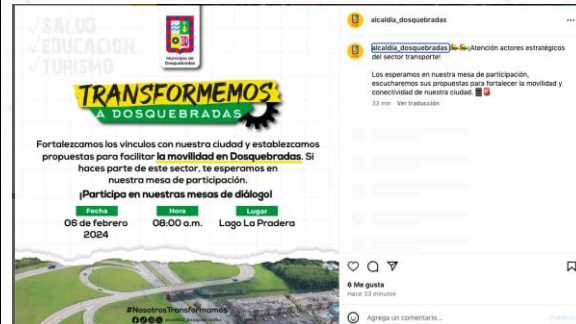 √SALUD
√EDUCACIÓN
√TURISMO
Municipio de
Dosquebradas
TRANSFORMEMOS
A DOSQUEBRADAS
Fortalezcamos los vínculos con nuestra ciudad y establezcamos
propuestas para facilitar la movilidad en Dosquebradas. Si
haces parte de este sector, te esperamos en
nuestra mesa de participación.
¡Participa en nuestras mesas de diálogo!
Fecha
06 de febrero
2024
Hora
08:00 a.m.
Lugar
Lago La Pradera
#NosotrosTransformamos
alcaldia_dosquebradas
alcaldia_dosquebradas
alcaldia_dosquebradas ¡Atención actores estratégicos
del sector transporte!
Los esperamos en nuestra mesa de participación,
escucharemos sus propuestas para fortalecer la movilidad y
conectividad de nuestra ciudad.
33 min Ver traducción
6 Me gusta
Hace 33 minutos
Agrega un comentario...
Publicar